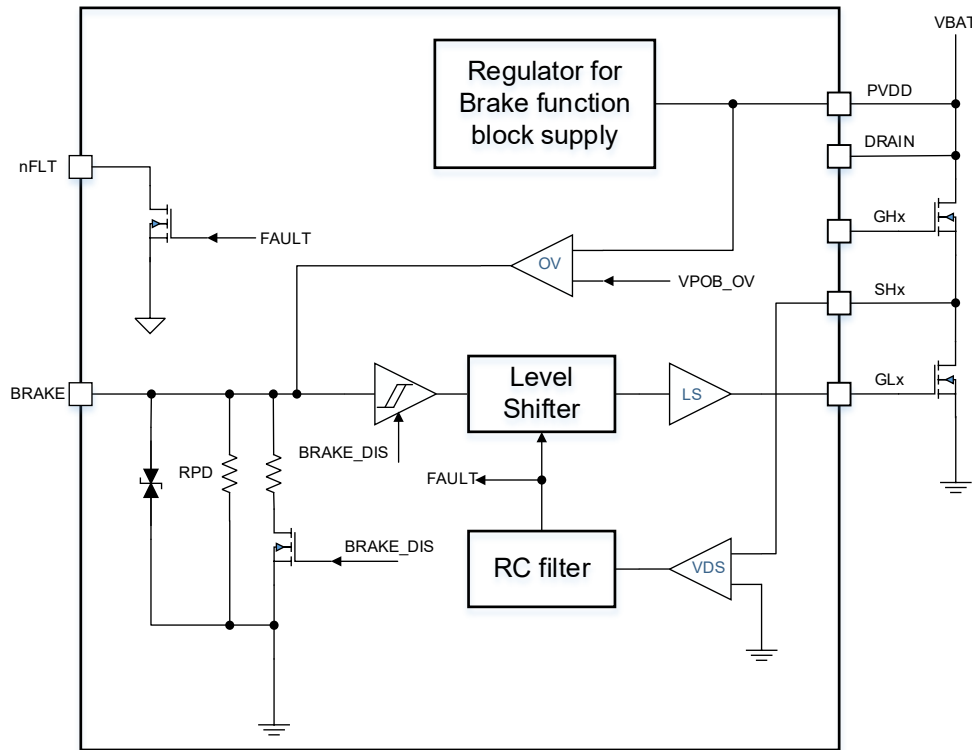 VBAT
Regulator for
Brake function
block supply
PVDD
DRAIN
nFLT
GHx
FAULT
OV
VPOB_OV
SHx
BRAKE
Level
Shifter
LS
GLx
BRAKE_DIS
RPD
FAULT
BRAKE_DIS
RC filter
VDS